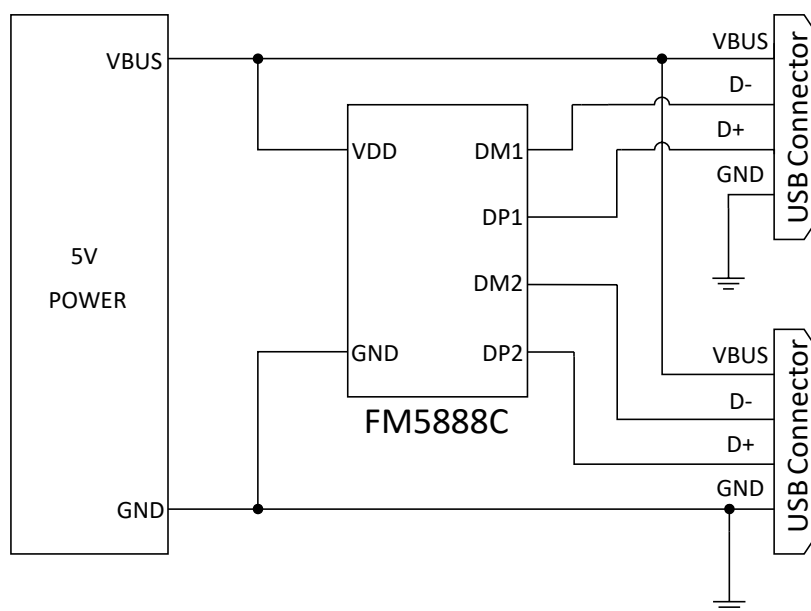 VBUS
5V
POWER
GND
VDD
GND
DM1
DP1
DM2
DP2
FM5888C
VBUS
D-
D+
GND
USB Connector
VBUS
D-
D+
GND
USB Connector